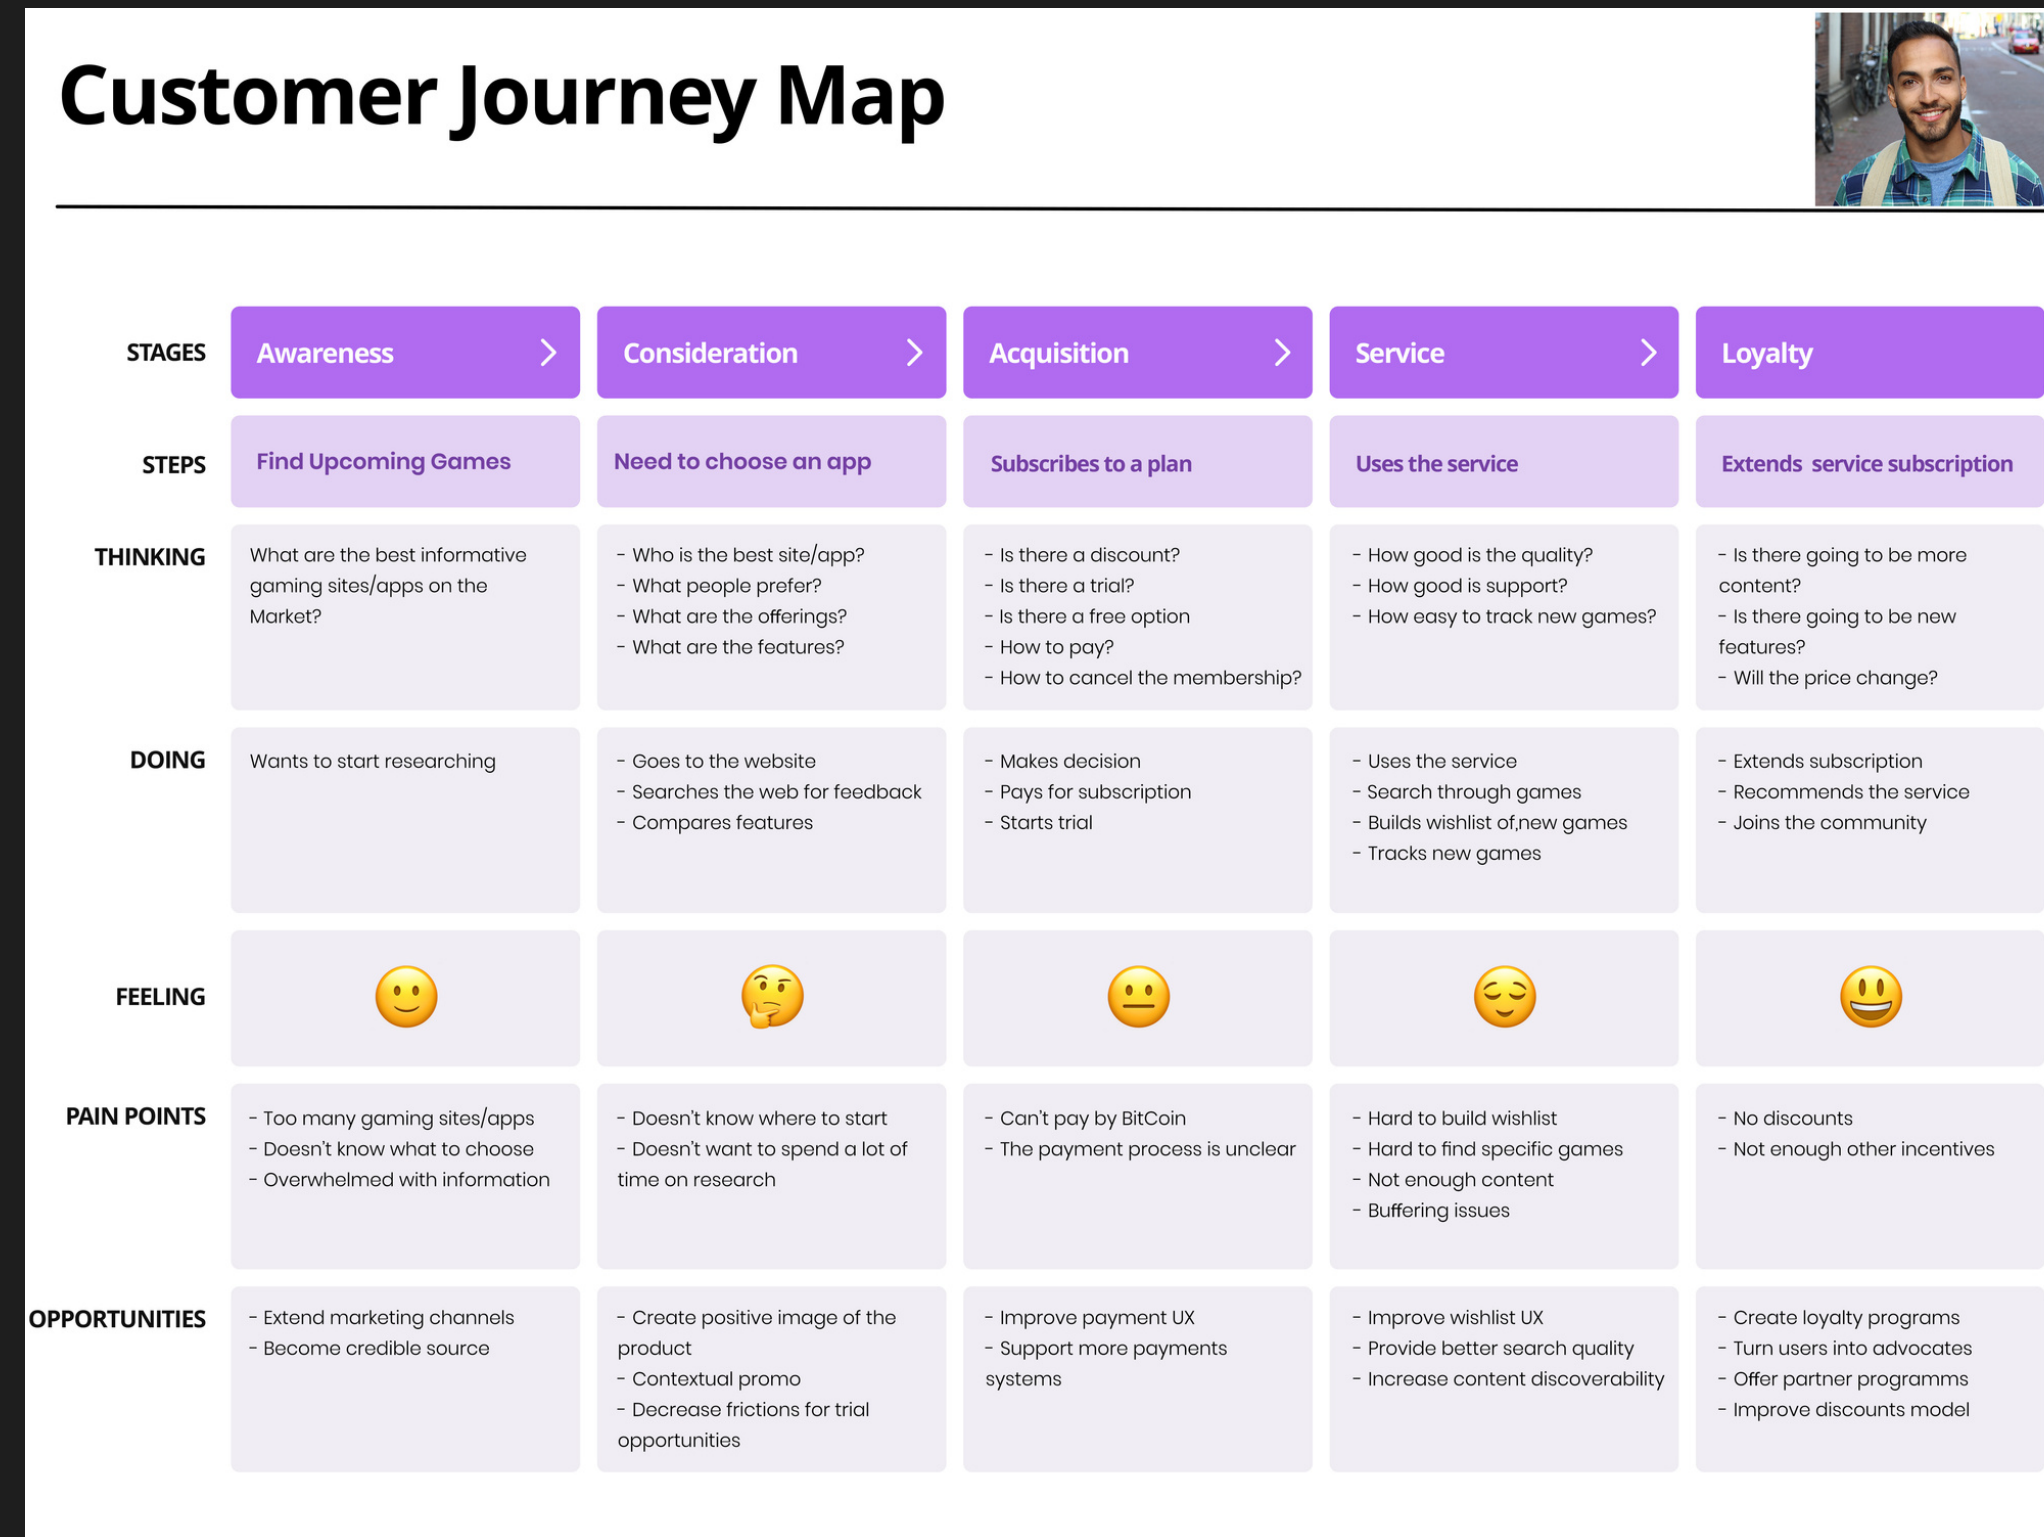 Customer Journey Map
STAGES
Awareness
Consideration
Acquisition
Service
Loyalty
STEPS
Find Upcoming Games
Need to choose an app
Subscribes to a plan
Uses the service
Extends  service subscription
THINKING
What are the best informative
gaming sites/apps on the
Market?
- Who is the best site/app?
- What people prefer?
- What are the offerings?
- What are the features?
- Is there a discount?
- Is there a trial?
- Is there a free option
- How to pay?
- How to cancel the membership?
- How good is the quality?
- How good is support?
- How easy to track new games?
- Is there going to be more
content?
- Is there going to be new
features?
- Will the price change?
DOING
Wants to start researching
- Goes to the website
- Searches the web for feedback
- Compares features
- Makes decision
- Pays for subscription
- Starts trial
- Uses the service
- Search through games
- Builds wishlist of,new games
- Tracks new games
- Extends subscription
- Recommends the service
- Joins the community
FEELING
PAIN POINTS
- Too many gaming sites/apps
- Doesn't know what to choose
- Overwhelmed with information
- Doesn't know where to start
- Doesn't want to spend a lot of
time on research
- Can't pay by BitCoin
- The payment process is unclear
- Hard to build wishlist
- Hard to find specific games
- Not enough content
- Buffering issues
- No discounts
- Not enough other incentives
OPPORTUNITIES
- Extend marketing channels
- Become credible source
- Create positive image of the
product
- Contextual promo
- Decrease frictions for trial
opportunities
- Improve payment UX
- Support more payments
systems
- Improve wishlist UX
- Provide better search quality
- Increase content discoverability
- Create loyalty programs
- Turn users into advocates
- Offer partner programms
- Improve discounts model